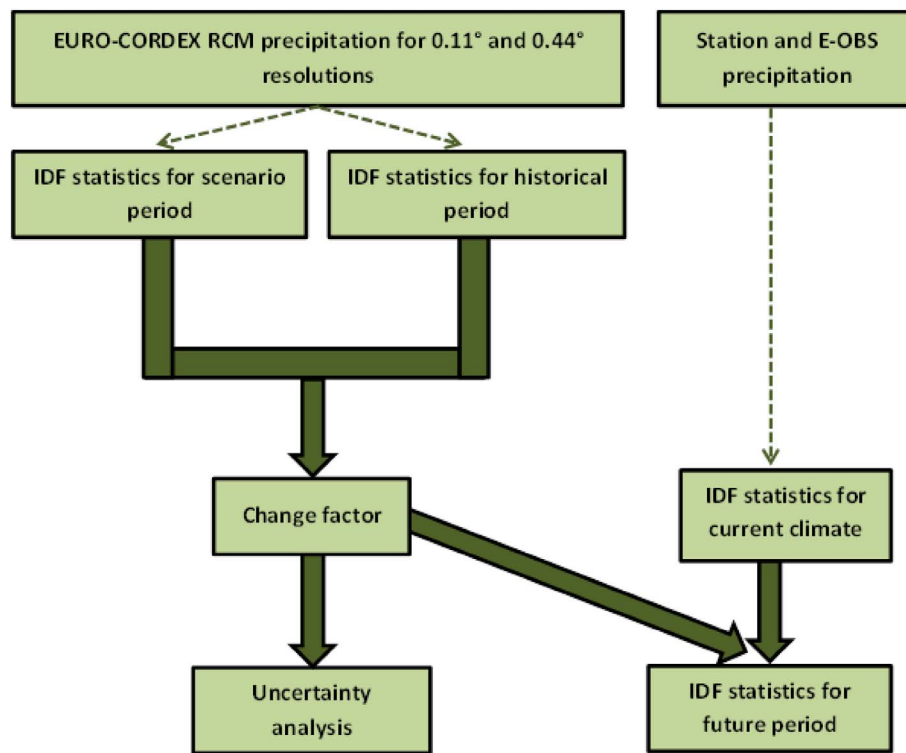 EURO-CORDEX RCM precipitation for 0.11° and 0.44°
resolutions
Station and E-OBS
precipitation
IDF statistics for scenario
period
IDF statistics for historical
period
Change factor
IDF statistics for
current climate
Uncertainty
analysis
IDF statistics for
future period